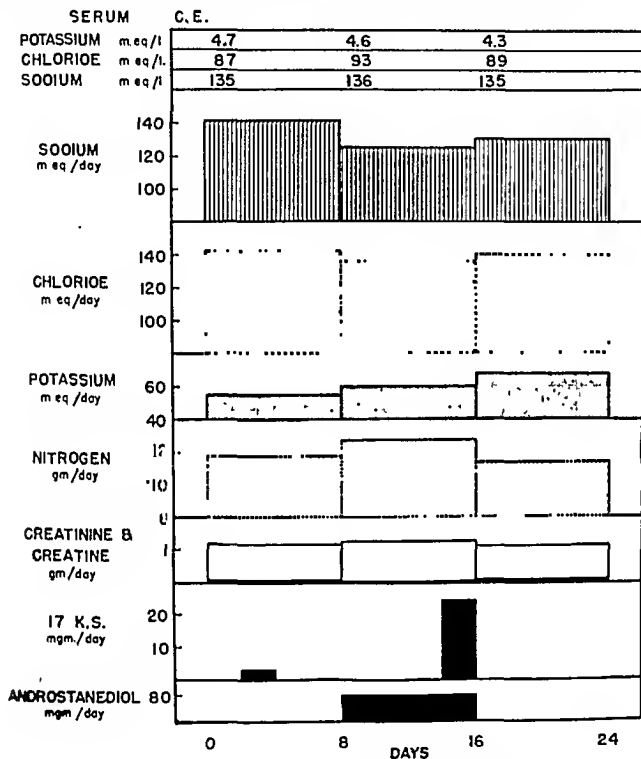 SERUM C.E.
POTASSIUM m.eq/l 4.7 4.6 4.3
CHLORIOE m eq/l. 87 93 89
SOOIUM m eq/l 135 136 135
SOOIUM
m eq/day
140
120
100
CHLORIOE
m eq/day
140
120
100
POTASSIUM
m eq/day
60
40
NITROGEN
gm/day
10
CREATININE &
CREATINE
gm/day
1
17 K.S.
mgm./day
20
10
ANDROSTANEDIOL
mgm/day
80
0 8 16 24
DAYS